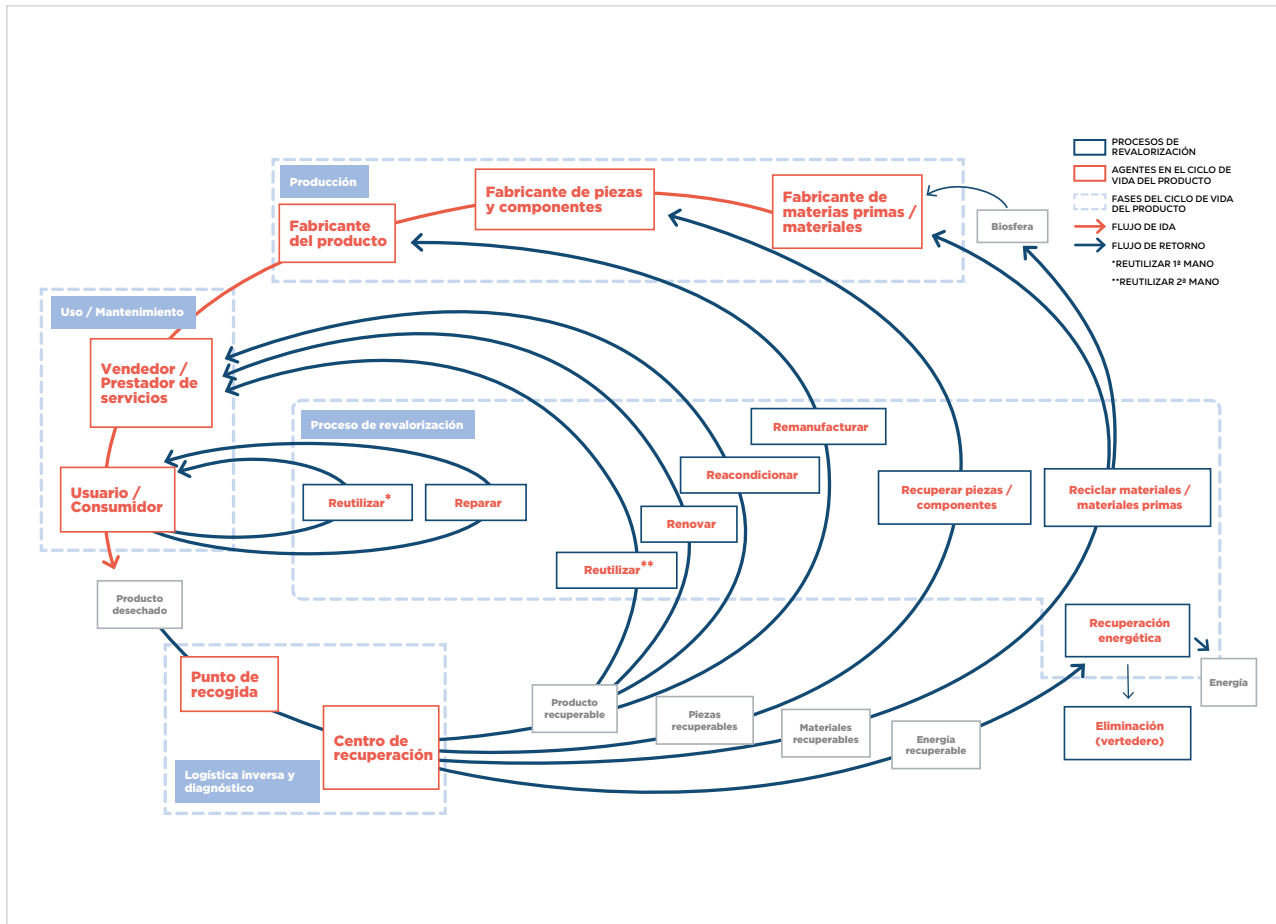 PROCESOS DE
REVALORIZACIÓN
AGENTES EN EL CICLO DE
VIDA DEL PRODUCTO
FASES DEL CICLO DE VIDA
DEL PRODUCTO
FLUJO DE IDA
FLUJO DE RETORNO
*REUTILIZAR 1ª MANO
**REUTILIZAR 2ª MANO
Producción
Fabricante de piezas
y componentes
Fabricante de
materias primas /
materiales
Fabricante
del producto
Biosfera
Uso / Mantenimiento
Vendedor /
Prestador de
servicios
Proceso de revalorización
Remanufacturar
Reacondicionar
Usuario /
Consumidor
Reutilizar*
Reparar
Recuperar piezas /
componentes
Reciclar materiales /
materiales primas
Renovar
Reutilizar**
Producto
desechado
Recuperación
energética
Punto de
recogida
Producto
recuperable
Energía
Piezas
recuperables
Materiales
recuperables
Energía
recuperable
Eliminación
(vertedero)
Centro de
recuperación
Logística inversa y
diagnóstico